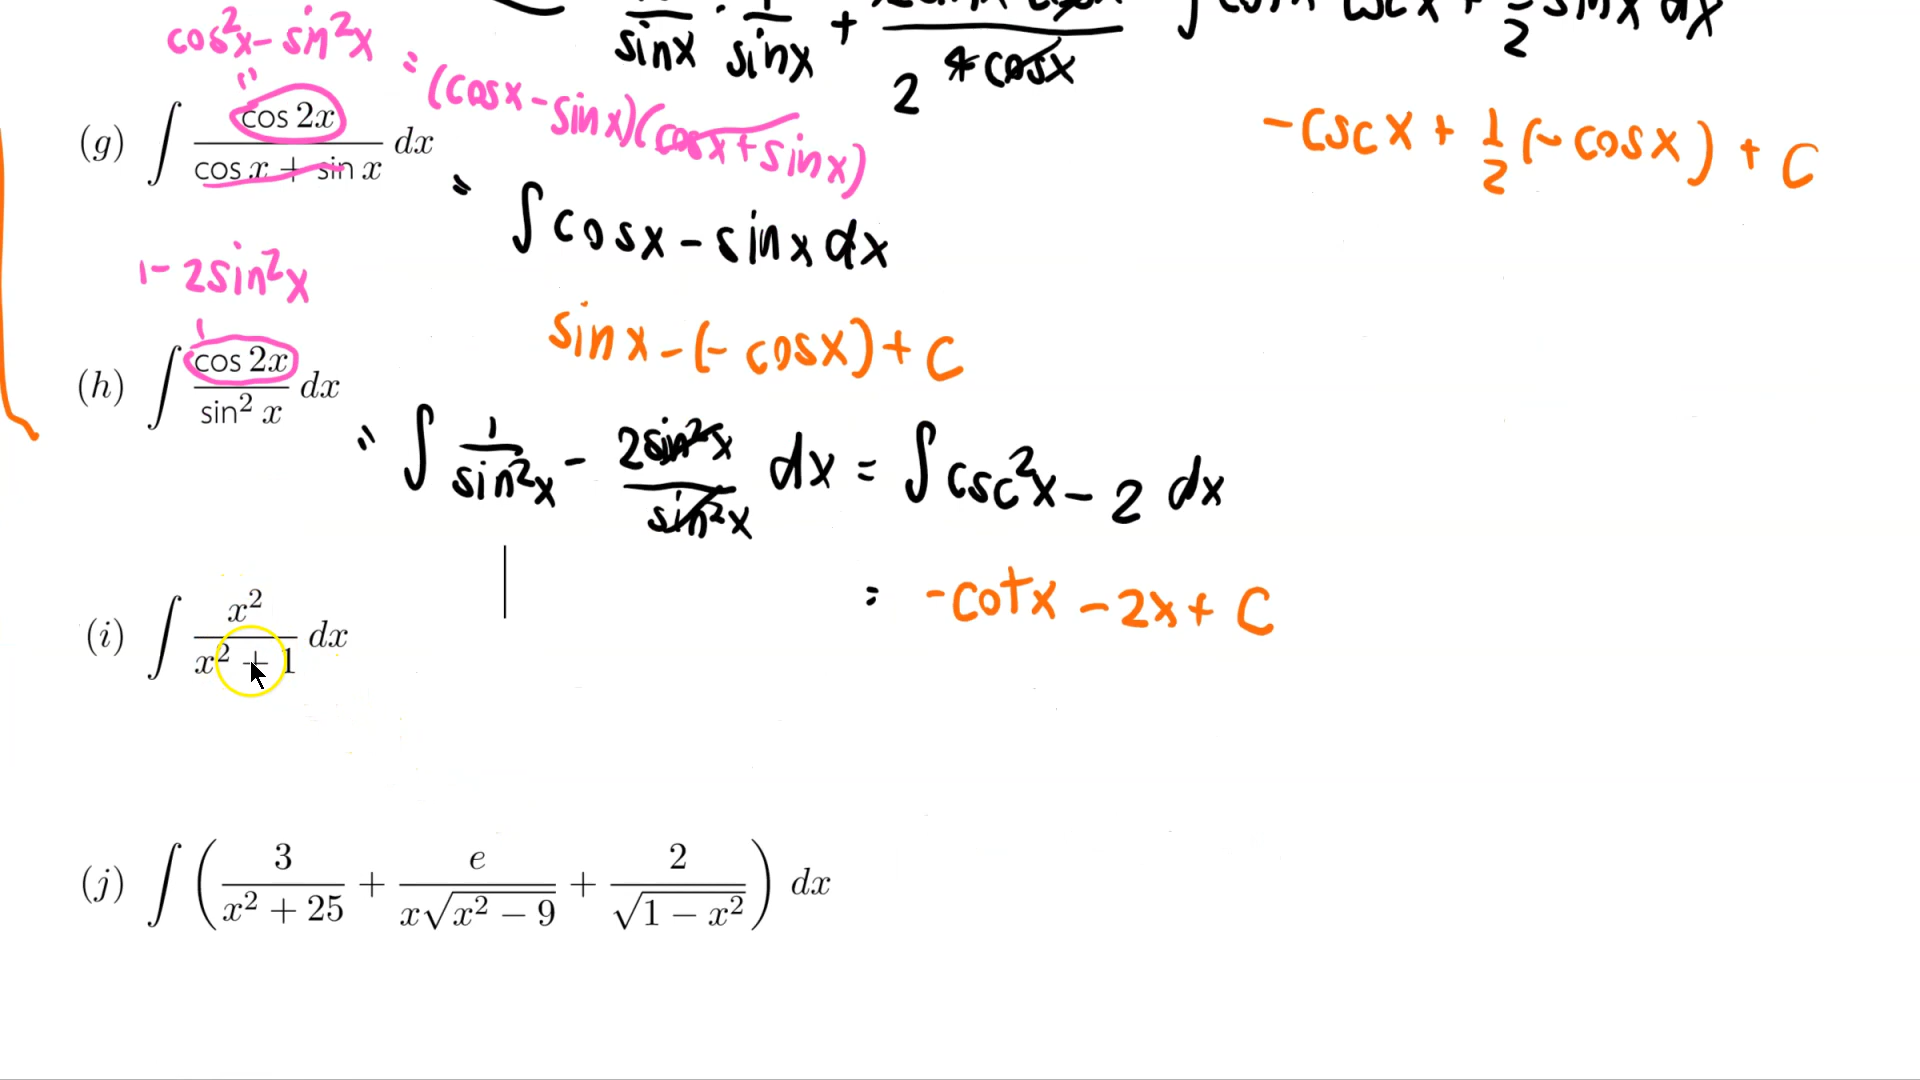 cos²x - sin²x = (cosx - sinx)(cosx + sinx)
sinx sinx + 2 4cosx 2
(g) ∫ cos 2x / (cos x + sin x) dx
= ∫ cosx - sinx dx
-cscx + 1/2 (-cosx) + C
sinx - (-cosx) + C
1 - 2sin²x
(h) ∫ cos 2x / sin² x dx
= ∫ 1/sin²x - 2sin²x/sin²x dx = ∫ csc²x - 2 dx
= -cotx - 2x + C
(i) ∫ x² / (x² + 1) dx
(j) ∫ ( 3 / (x² + 25) + e / (x√(x² − 9)) + 2 / √(1 − x²) ) dx